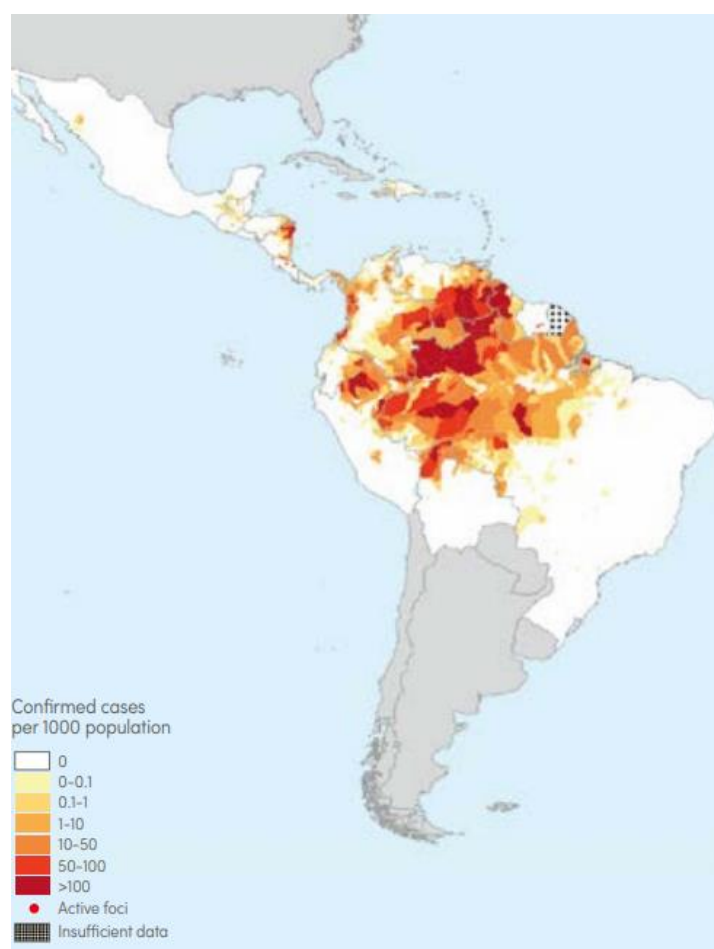 Confirmed cases
per 1000 population
0
0-0.1
0.1-1
1-10
10-50
50-100
>100
Active foci
Insufficient data